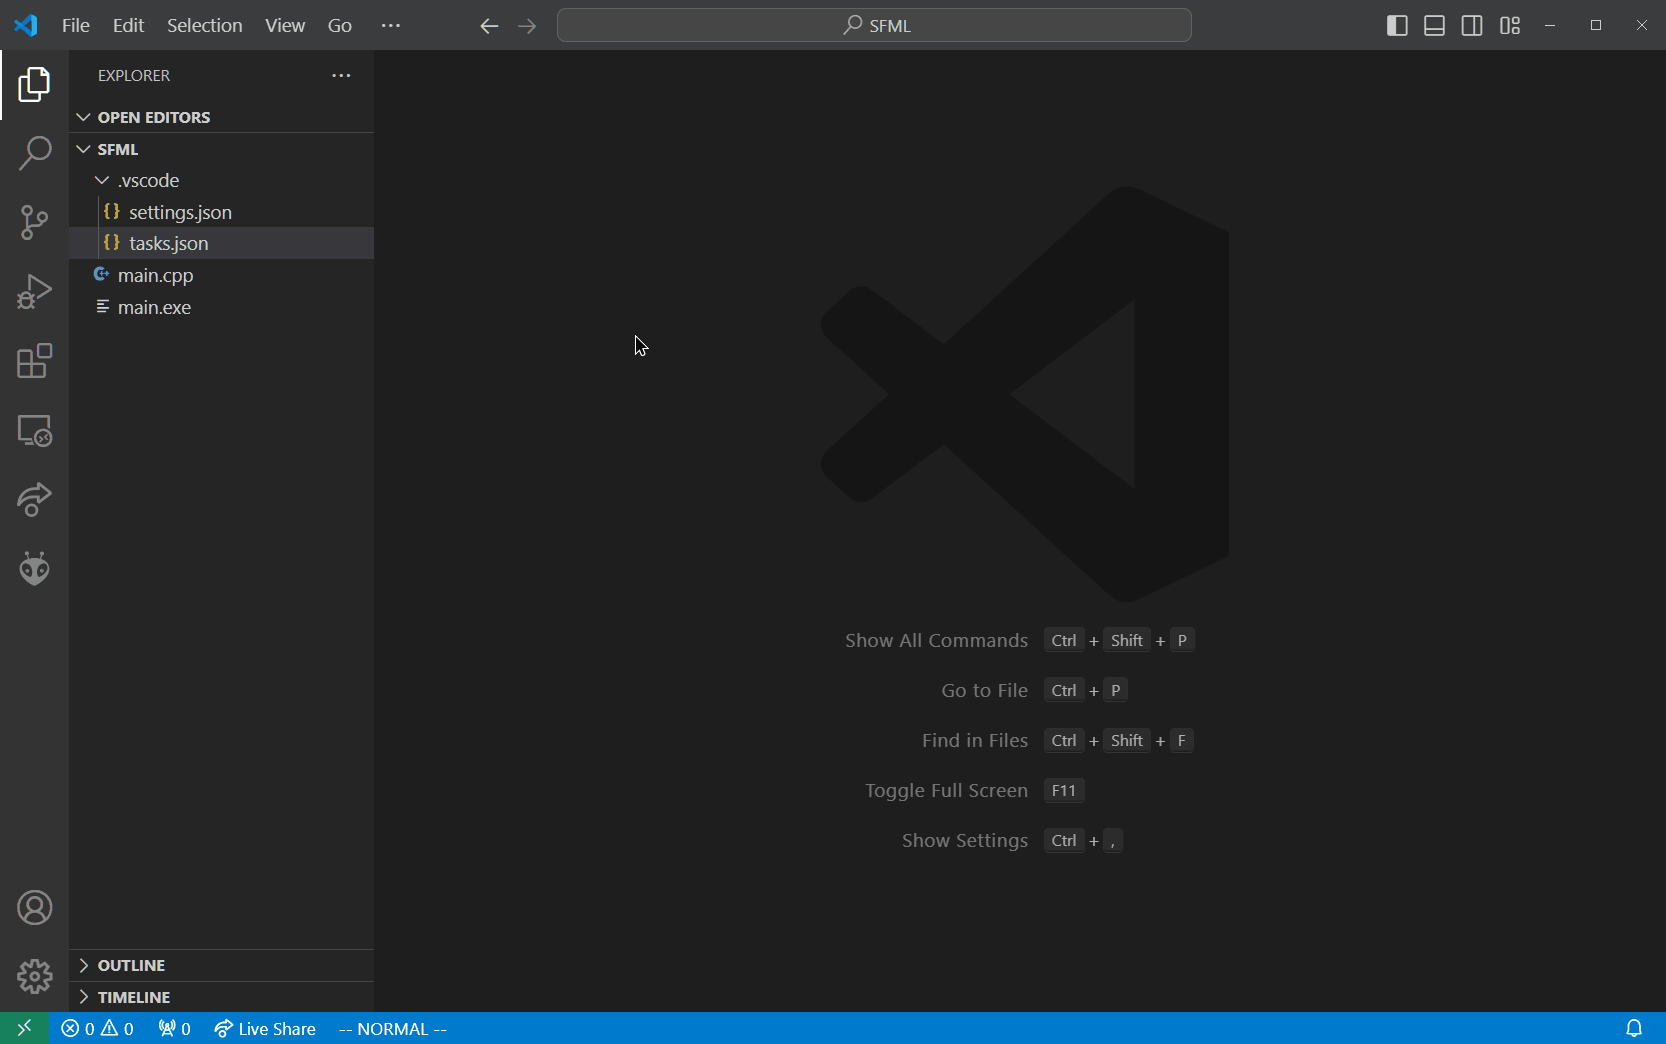 File Edit Selection View Go ···
SFML
EXPLORER ···
OPEN EDITORS
SFML
.vscode
{} settings.json
{} tasks.json
main.cpp
main.exe
Show All Commands Ctrl + Shift + P
Go to File Ctrl + P
Find in Files Ctrl + Shift + F
Toggle Full Screen F11
Show Settings Ctrl + ,
OUTLINE
TIMELINE
0 0 0 Live Share -- NORMAL --